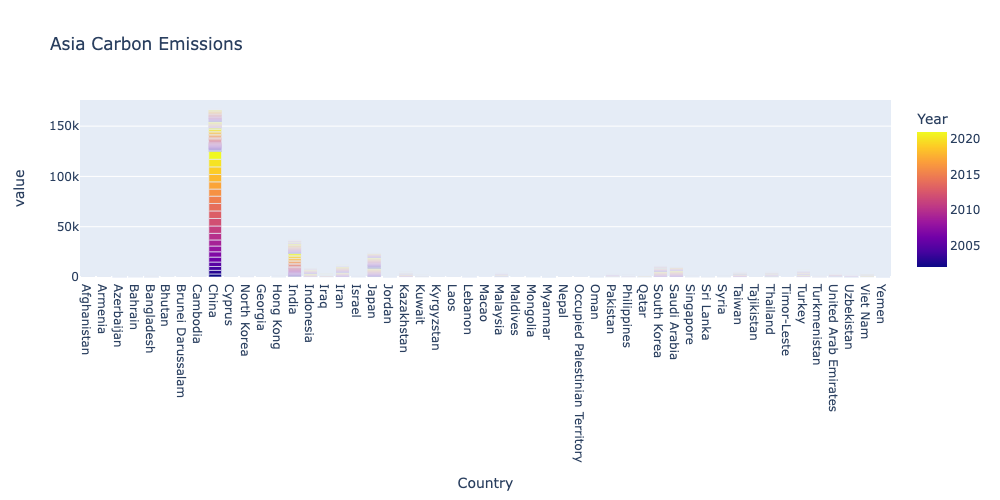 Asia Carbon Emissions
150k
100k
50k
0
value
Afghanistan
Armenia
Azerbaijan
Bahrain
Bangladesh
Bhutan
Brunei Darussalam
Cambodia
China
Cyprus
North Korea
Georgia
Hong Kong
India
Indonesia
Iraq
Iran
Israel
Japan
Jordan
Kazakhstan
Kuwait
Kyrgyzstan
Laos
Lebanon
Macao
Malaysia
Maldives
Mongolia
Myanmar
Nepal
Occupied Palestinian Territory
Oman
Pakistan
Philippines
Qatar
South Korea
Saudi Arabia
Singapore
Sri Lanka
Syria
Taiwan
Tajikistan
Thailand
Timor-Leste
Turkey
Turkmenistan
United Arab Emirates
Uzbekistan
Viet Nam
Yemen
Country
Year
2020
2015
2010
2005